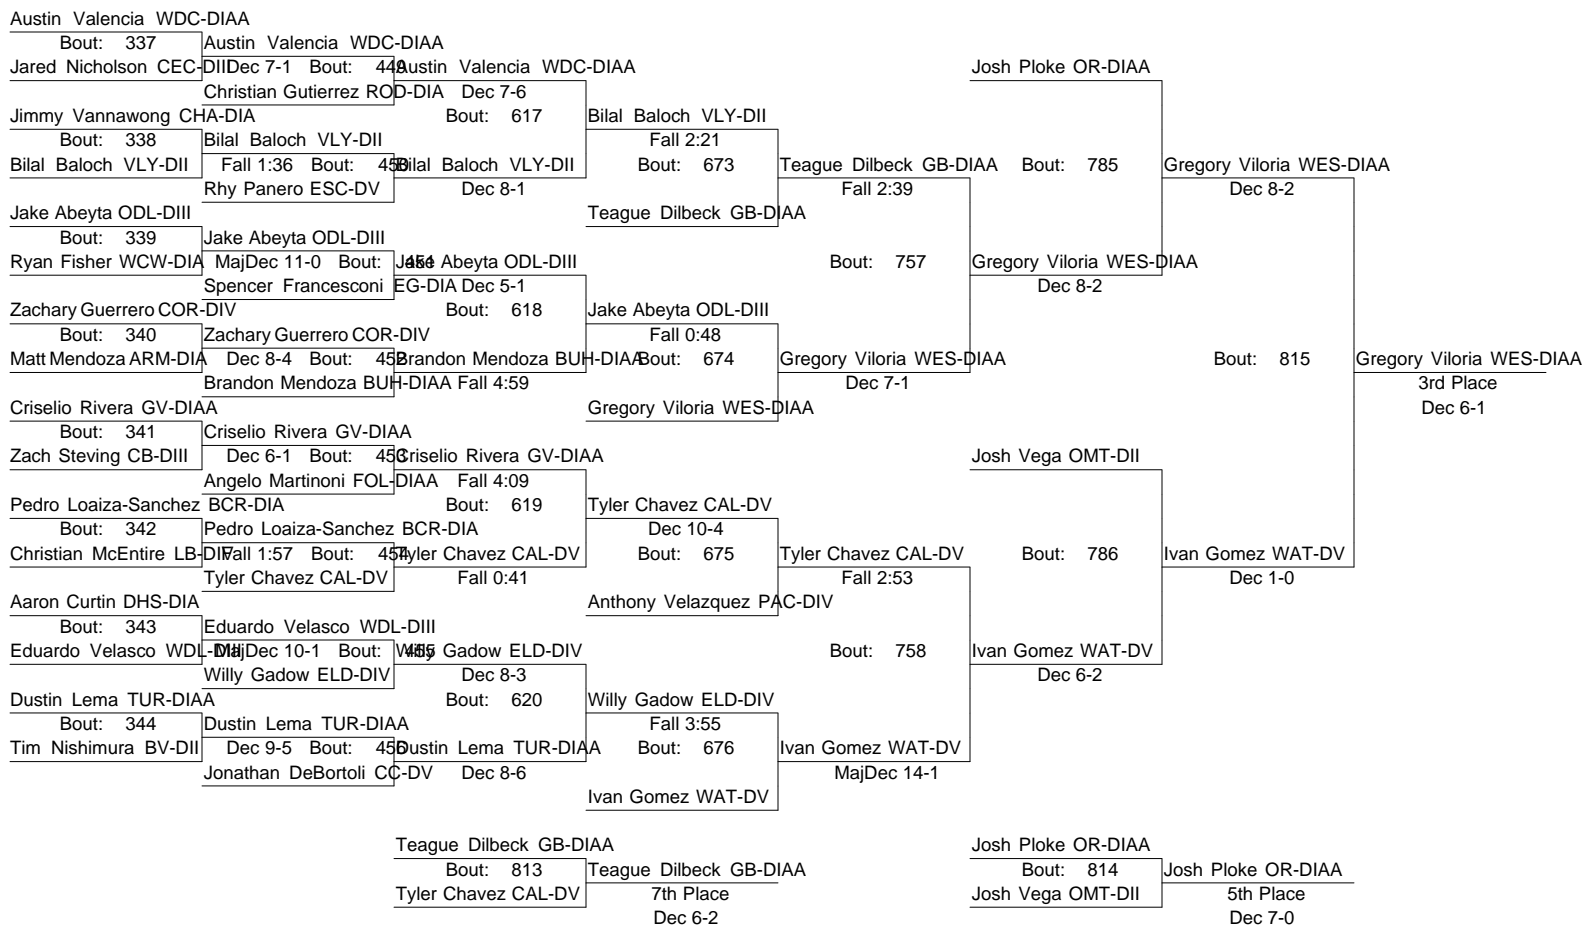 Austin Valencia WDC-DIAA
Bout: 337
Austin Valencia WDC-DIAA
Jared Nicholson CEC-DIII
Dec 7-1 Bout: 449
Austin Valencia WDC-DIAA
Josh Ploke OR-DIAA
Christian Gutierrez ROD-DIA
Dec 7-6
Jimmy Vannawong CHA-DIA
Bout: 617
Bilal Baloch VLY-DII
Bout: 338
Bilal Baloch VLY-DII
Fall 2:21
Bilal Baloch VLY-DII
Fall 1:36 Bout: 450
Bilal Baloch VLY-DII
Bout: 673
Teague Dilbeck GB-DIAA
Bout: 785
Gregory Viloria WES-DIAA
Rhy Panero ESC-DV
Dec 8-1
Fall 2:39
Dec 8-2
Jake Abeyta ODL-DIII
Teague Dilbeck GB-DIAA
Bout: 339
Jake Abeyta ODL-DIII
Ryan Fisher WCW-DIA
MajDec 11-0 Bout: 451
Jake Abeyta ODL-DIII
Bout: 757
Gregory Viloria WES-DIAA
Spencer Francesconi EG-DIA
Dec 5-1
Dec 8-2
Zachary Guerrero COR-DIV
Bout: 618
Jake Abeyta ODL-DIII
Bout: 340
Zachary Guerrero COR-DIV
Fall 0:48
Matt Mendoza ARM-DIA
Dec 8-4 Bout: 452
Brandon Mendoza BUH-DIAA
Bout: 674
Gregory Viloria WES-DIAA
Bout: 815
Gregory Viloria WES-DIAA
Brandon Mendoza BUH-DIAA
Fall 4:59
Dec 7-1
3rd Place
Criselio Rivera GV-DIAA
Gregory Viloria WES-DIAA
Dec 6-1
Bout: 341
Criselio Rivera GV-DIAA
Zach Steving CB-DIII
Dec 6-1 Bout: 453
Criselio Rivera GV-DIAA
Josh Vega OMT-DII
Angelo Martinoni FOL-DIAA
Fall 4:09
Pedro Loaiza-Sanchez BCR-DIA
Bout: 619
Tyler Chavez CAL-DV
Bout: 342
Pedro Loaiza-Sanchez BCR-DIA
Dec 10-4
Christian McEntire LB-DIV
Fall 1:57 Bout: 454
Tyler Chavez CAL-DV
Bout: 675
Tyler Chavez CAL-DV
Bout: 786
Ivan Gomez WAT-DV
Tyler Chavez CAL-DV
Fall 0:41
Fall 2:53
Dec 1-0
Aaron Curtin DHS-DIA
Anthony Velazquez PAC-DIV
Bout: 343
Eduardo Velasco WDL-DIII
Eduardo Velasco WDL-DIII
MajDec 10-1 Bout: 455
Willy Gadow ELD-DIV
Bout: 758
Ivan Gomez WAT-DV
Willy Gadow ELD-DIV
Dec 8-3
Dec 6-2
Dustin Lema TUR-DIAA
Bout: 620
Willy Gadow ELD-DIV
Bout: 344
Dustin Lema TUR-DIAA
Fall 3:55
Tim Nishimura BV-DII
Dec 9-5 Bout: 456
Dustin Lema TUR-DIAA
Bout: 676
Ivan Gomez WAT-DV
Jonathan DeBortoli CC-DV
Dec 8-6
MajDec 14-1
Ivan Gomez WAT-DV
Teague Dilbeck GB-DIAA
Josh Ploke OR-DIAA
Bout: 813
Teague Dilbeck GB-DIAA
Bout: 814
Josh Ploke OR-DIAA
Tyler Chavez CAL-DV
7th Place
Josh Vega OMT-DII
5th Place
Dec 6-2
Dec 7-0